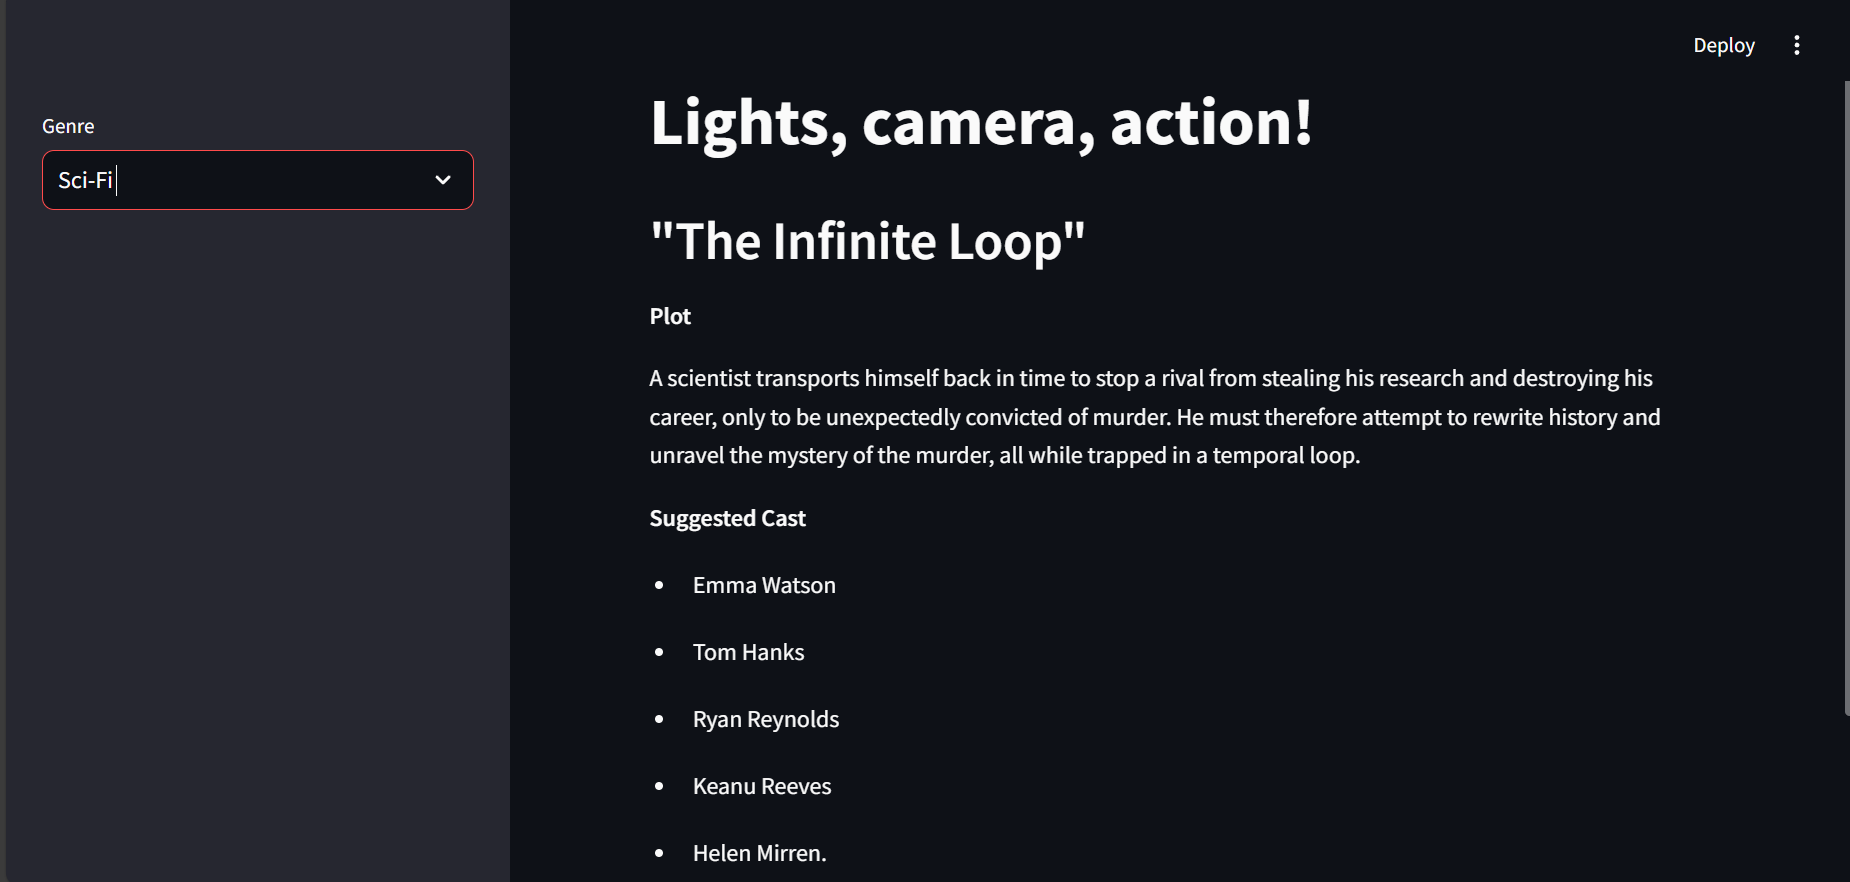 Deploy
Genre
Sci-Fi
Lights, camera, action!
"The Infinite Loop"
Plot
A scientist transports himself back in time to stop a rival from stealing his research and destroying his
career, only to be unexpectedly convicted of murder. He must therefore attempt to rewrite history and
unravel the mystery of the murder, all while trapped in a temporal loop.
Suggested Cast
• Emma Watson
• Tom Hanks
• Ryan Reynolds
• Keanu Reeves
• Helen Mirren.